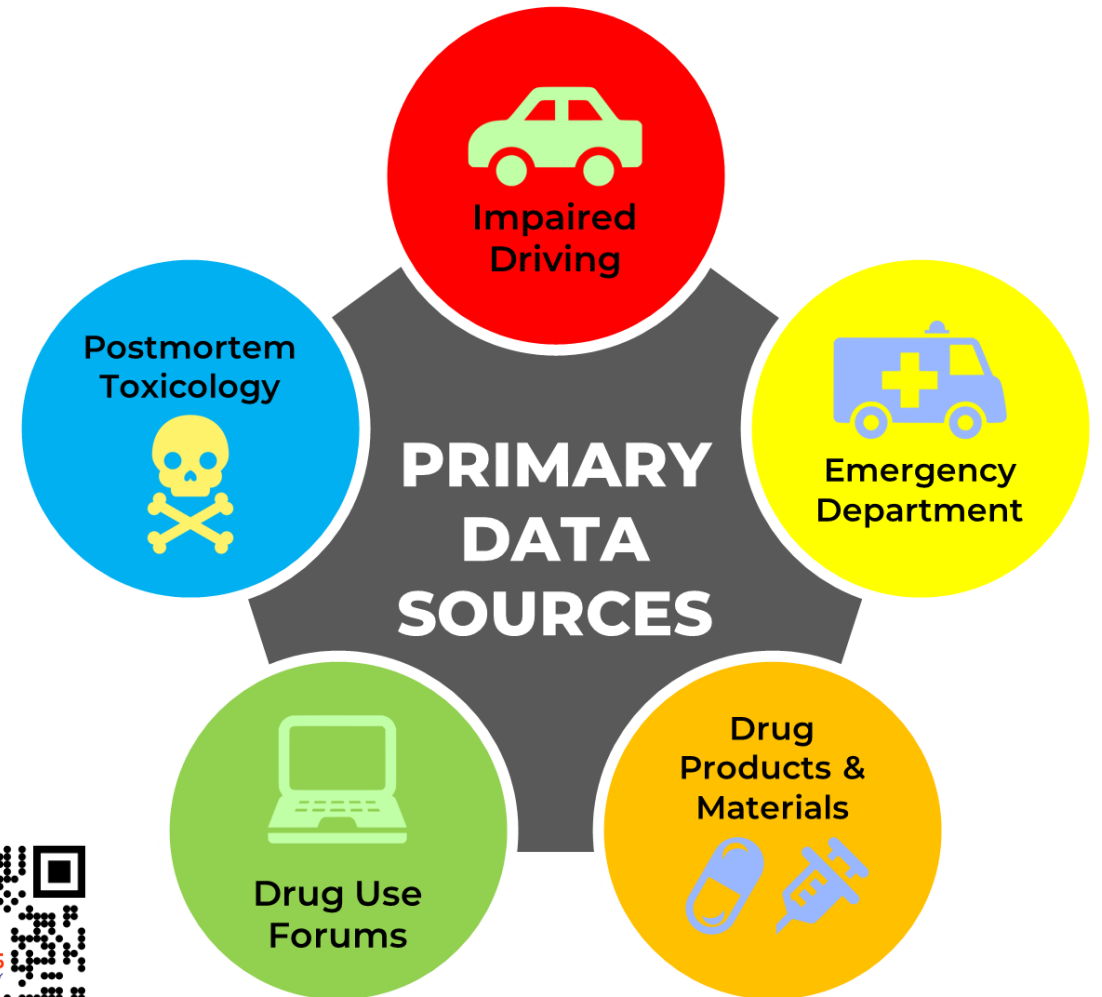 Impaired
Driving
Postmortem
Toxicology
Emergency
Department
PRIMARY
DATA
SOURCES
Drug
Products &
Materials
Drug Use
Forums